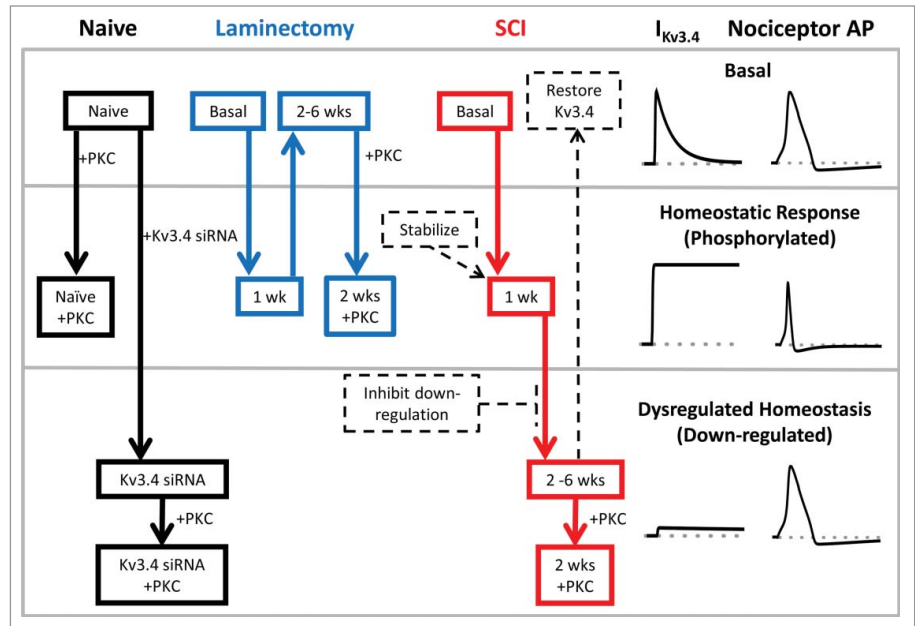 Naive
Laminectomy
SCI
IKv3.4
Nociceptor AP
Basal
Naive
Basal
2-6 wks
Basal
Restore
Kv3.4
+PKC
+PKC
+Kv3.4 siRNA
Stabilize
Homeostatic Response
(Phosphorylated)
Naïve
+PKC
1 wk
2 wks
+PKC
1 wk
Inhibit down-
regulation
Dysregulated Homeostasis
(Down-regulated)
Kv3.4 siRNA
2 -6 wks
+PKC
+PKC
Kv3.4 siRNA
+PKC
2 wks
+PKC